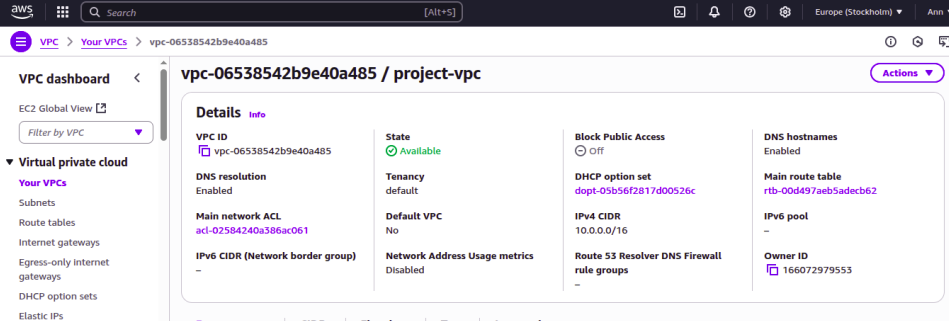 aws Search [Alt+S] Europe (Stockholm) Ann
VPC > Your VPCs > vpc-06538542b9e40a485
VPC dashboard
EC2 Global View
Filter by VPC
Virtual private cloud
Your VPCs
Subnets
Route tables
Internet gateways
Egress-only Internet
gateways
DHCP option sets
Elastic IPs
vpc-06538542b9e40a485 / project-vpc
Actions
Details Info
VPC ID
vpc-06538542b9e40a485
State
Available
Block Public Access
Off
DNS hostnames
Enabled
DNS resolution
Enabled
Tenancy
default
DHCP option set
dopt-05b56f2817d00526c
Main route table
rtb-00d497aeb5adecb62
Main network ACL
acl-02584240a386ac061
Default VPC
No
IPv4 CIDR
10.0.0.0/16
IPv6 pool
–
IPv6 CIDR (Network border group)
–
Network Address Usage metrics
Disabled
Route 53 Resolver DNS Firewall
rule groups
–
Owner ID
166072979553